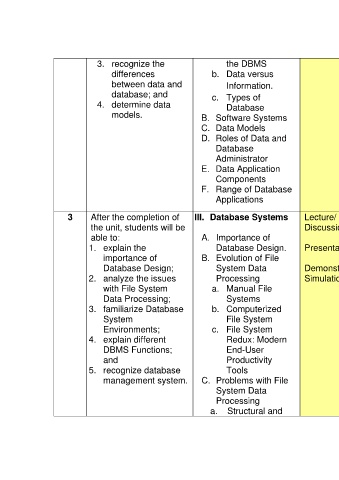 3. recognize the
differences
between data and
database; and
4. determine data
models.
the DBMS
b. Data versus
Information.
c. Types of
Database
B. Software Systems
C. Data Models
D. Roles of Data and
Database
Administrator
E. Data Application
Components
F. Range of Database
Applications
3
After the completion of
the unit, students will be
able to:
1. explain the
importance of
Database Design;
2. analyze the issues
with File System
Data Processing;
3. familiarize Database
System
Environments;
4. explain different
DBMS Functions;
and
5. recognize database
management system.
III. Database Systems
A. Importance of
Database Design.
B. Evolution of File
System Data
Processing
a. Manual File
Systems
b. Computerized
File System
c. File System
Redux: Modern
End-User
Productivity
Tools
C. Problems with File
System Data
Processing
a. Structural and
Lecture/
Discussi
Presenta
Demonst
Simulatio